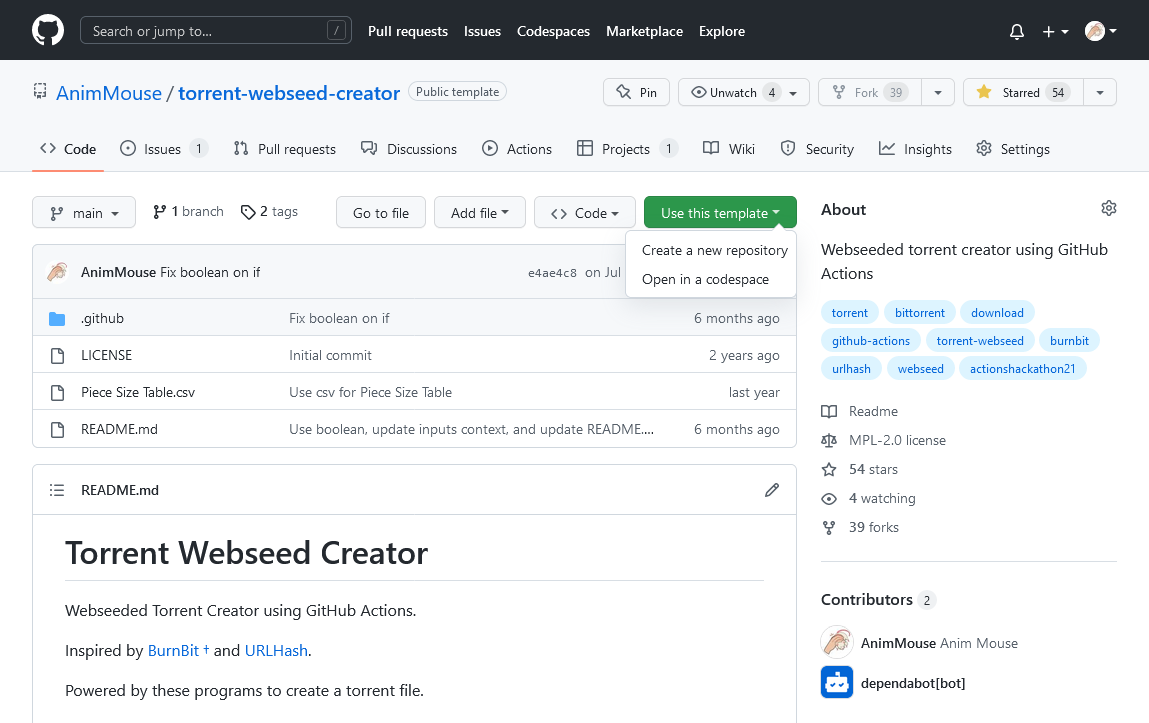 Search or jump to... / Pull requests Issues Codespaces Marketplace Explore
AnimMouse / torrent-webseed-creator Public template Pin Unwatch 4 Fork 39 Starred 54
Code Issues 1 Pull requests Discussions Actions Projects 1 Wiki Security Insights Settings
main 1 branch 2 tags Go to file Add file Code Use this template
Create a new repository
Open in a codespace
AnimMouse Fix boolean on if e4ae4c8 on Jul
.github Fix boolean on if 6 months ago
LICENSE Initial commit 2 years ago
Piece Size Table.csv Use csv for Piece Size Table last year
README.md Use boolean, update inputs context, and update README.... 6 months ago
README.md
Torrent Webseed Creator
Webseeded Torrent Creator using GitHub Actions.
Inspired by BurnBit † and URLHash.
Powered by these programs to create a torrent file.
About
Webseeded torrent creator using GitHub
Actions
torrent bittorrent download
github-actions torrent-webseed burnbit
urlhash webseed actionshackathon21
Readme
MPL-2.0 license
54 stars
4 watching
39 forks
Contributors 2
AnimMouse Anim Mouse
dependabot[bot]